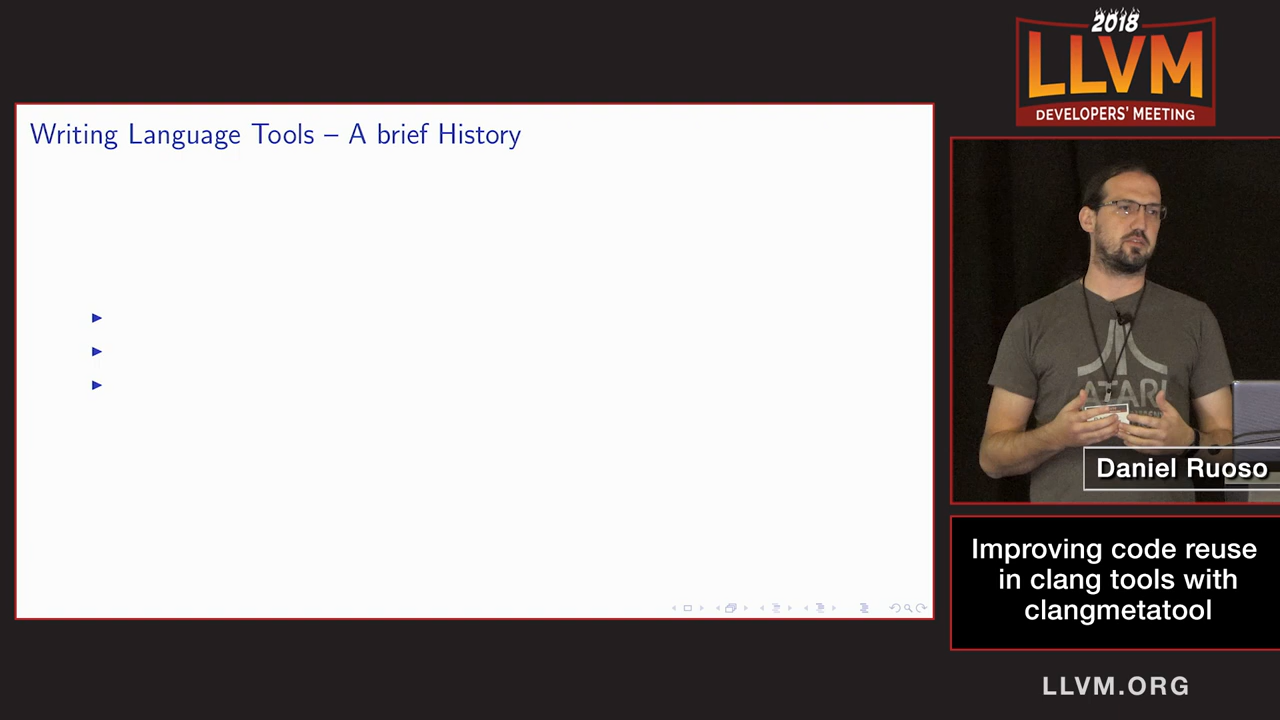 2018
LLVM
DEVELOPERS' MEETING
Writing Language Tools – A brief History
ATARI
Daniel Ruoso
Improving code reuse
in clang tools with
clangmetatool
LLVM.ORG